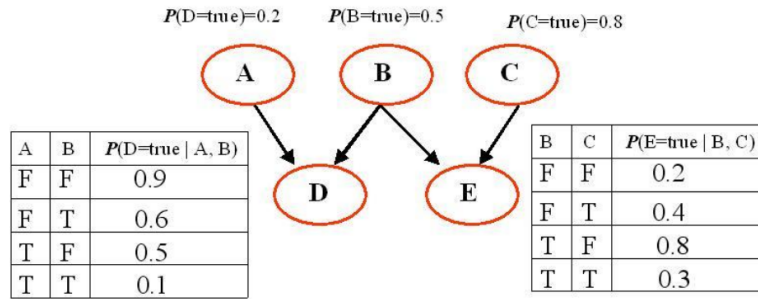 P(D=true)=0.2 P(B=true)=0.5 P(C=true)=0.8
A B C
A B P(D=true | A, B)
F F 0.9
F T 0.6
T F 0.5
T T 0.1
D E
B C P(E=true | B, C)
F F 0.2
F T 0.4
T F 0.8
T T 0.3